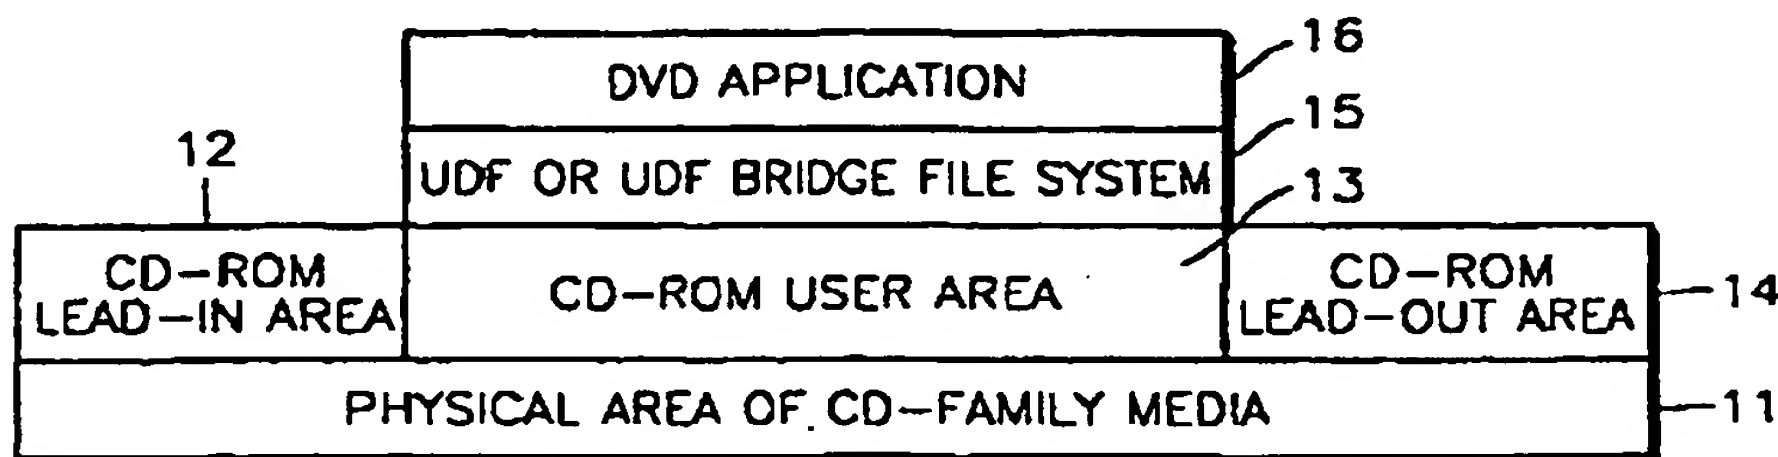 16
DVD APPLICATION
15
12
UDF OR UDF BRIDGE FILE SYSTEM
13
CD-ROM
LEAD-IN AREA
CD-ROM USER AREA
CD-ROM
LEAD-OUT AREA
14
PHYSICAL AREA OF CD-FAMILY MEDIA
11